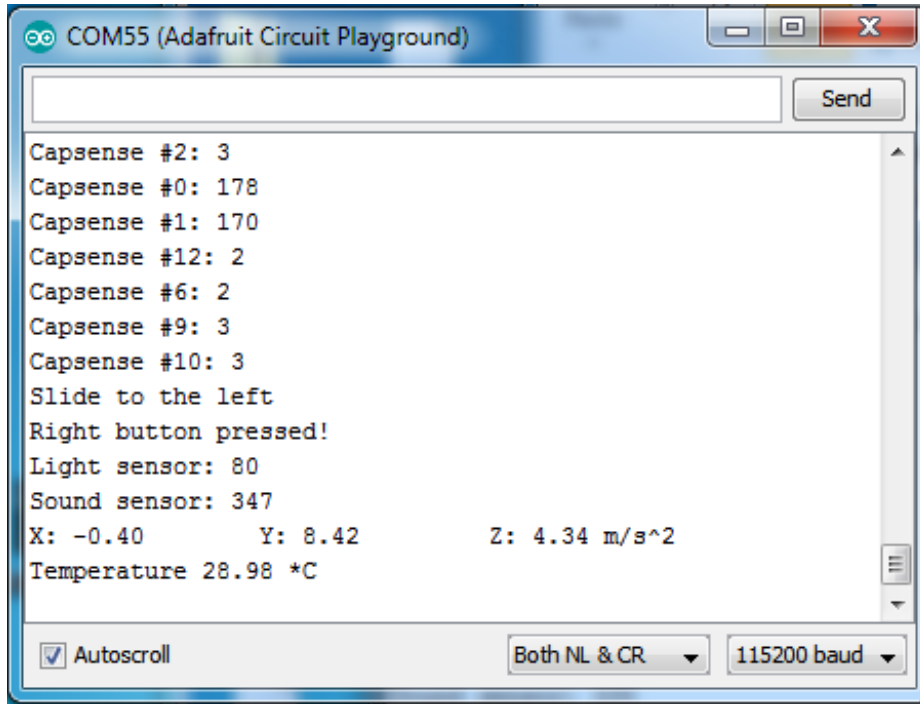 COM55 (Adafruit Circuit Playground)
Send
Capsense #2: 3
Capsense #0: 178
Capsense #1: 170
Capsense #12: 2
Capsense #6: 2
Capsense #9: 3
Capsense #10: 3
Slide to the left
Right button pressed!
Light sensor: 80
Sound sensor: 347
X: -0.40 Y: 8.42 Z: 4.34 m/s^2
Temperature 28.98 *C
Autoscroll Both NL & CR 115200 baud